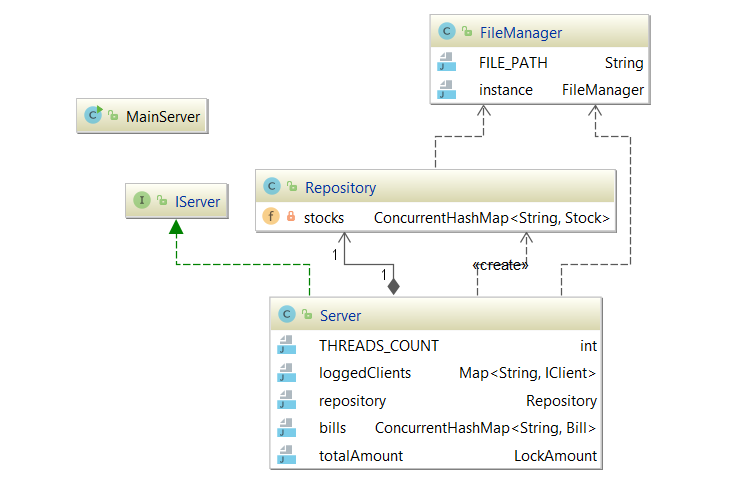 FileManager
FILE_PATH String
instance FileManager
MainServer
Repository
stocks ConcurrentHashMap<String, Stock>
IServer
1
1
«create»
Server
THREADS_COUNT int
loggedClients Map<String, IClient>
repository Repository
bills ConcurrentHashMap<String, Bill>
totalAmount LockAmount